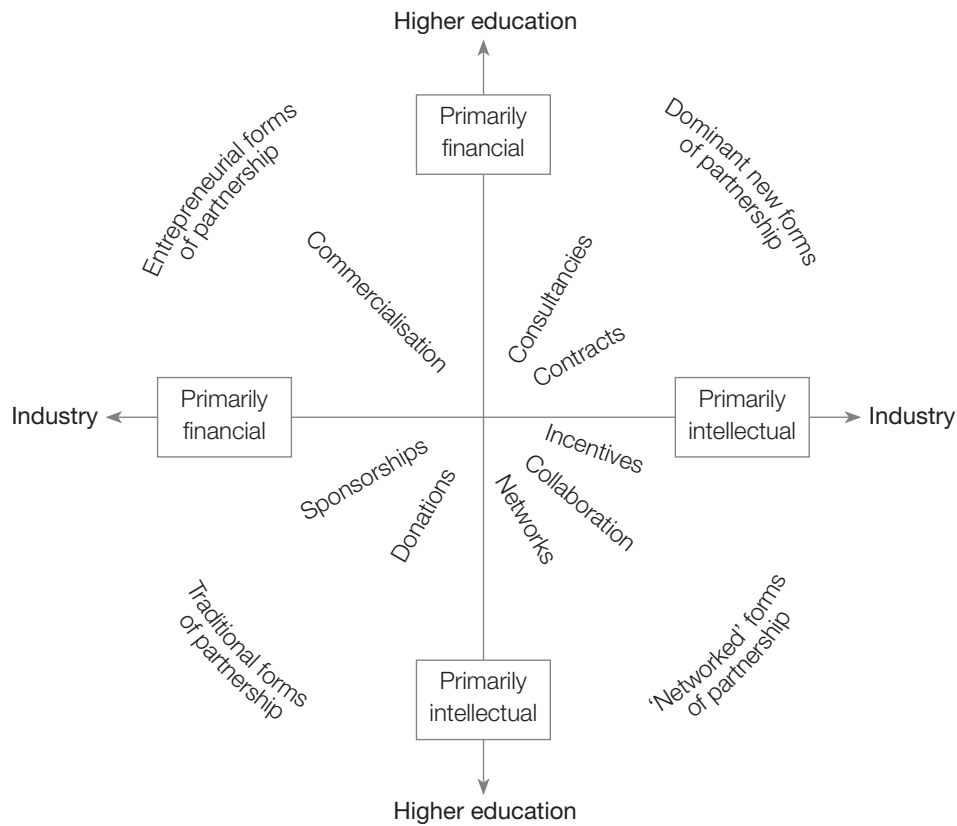 Higher education
Primarily
financial
Entrepreneurial forms
of partnership
Dominant new forms
of partnership
Commercialisation
Consultancies
Contracts
Industry
Primarily
financial
Primarily
intellectual
Industry
Sponsorships
Donations
Incentives
Collaboration
Networks
Traditional forms
of partnership
‘Networked’ forms
of partnership
Primarily
intellectual
Higher education